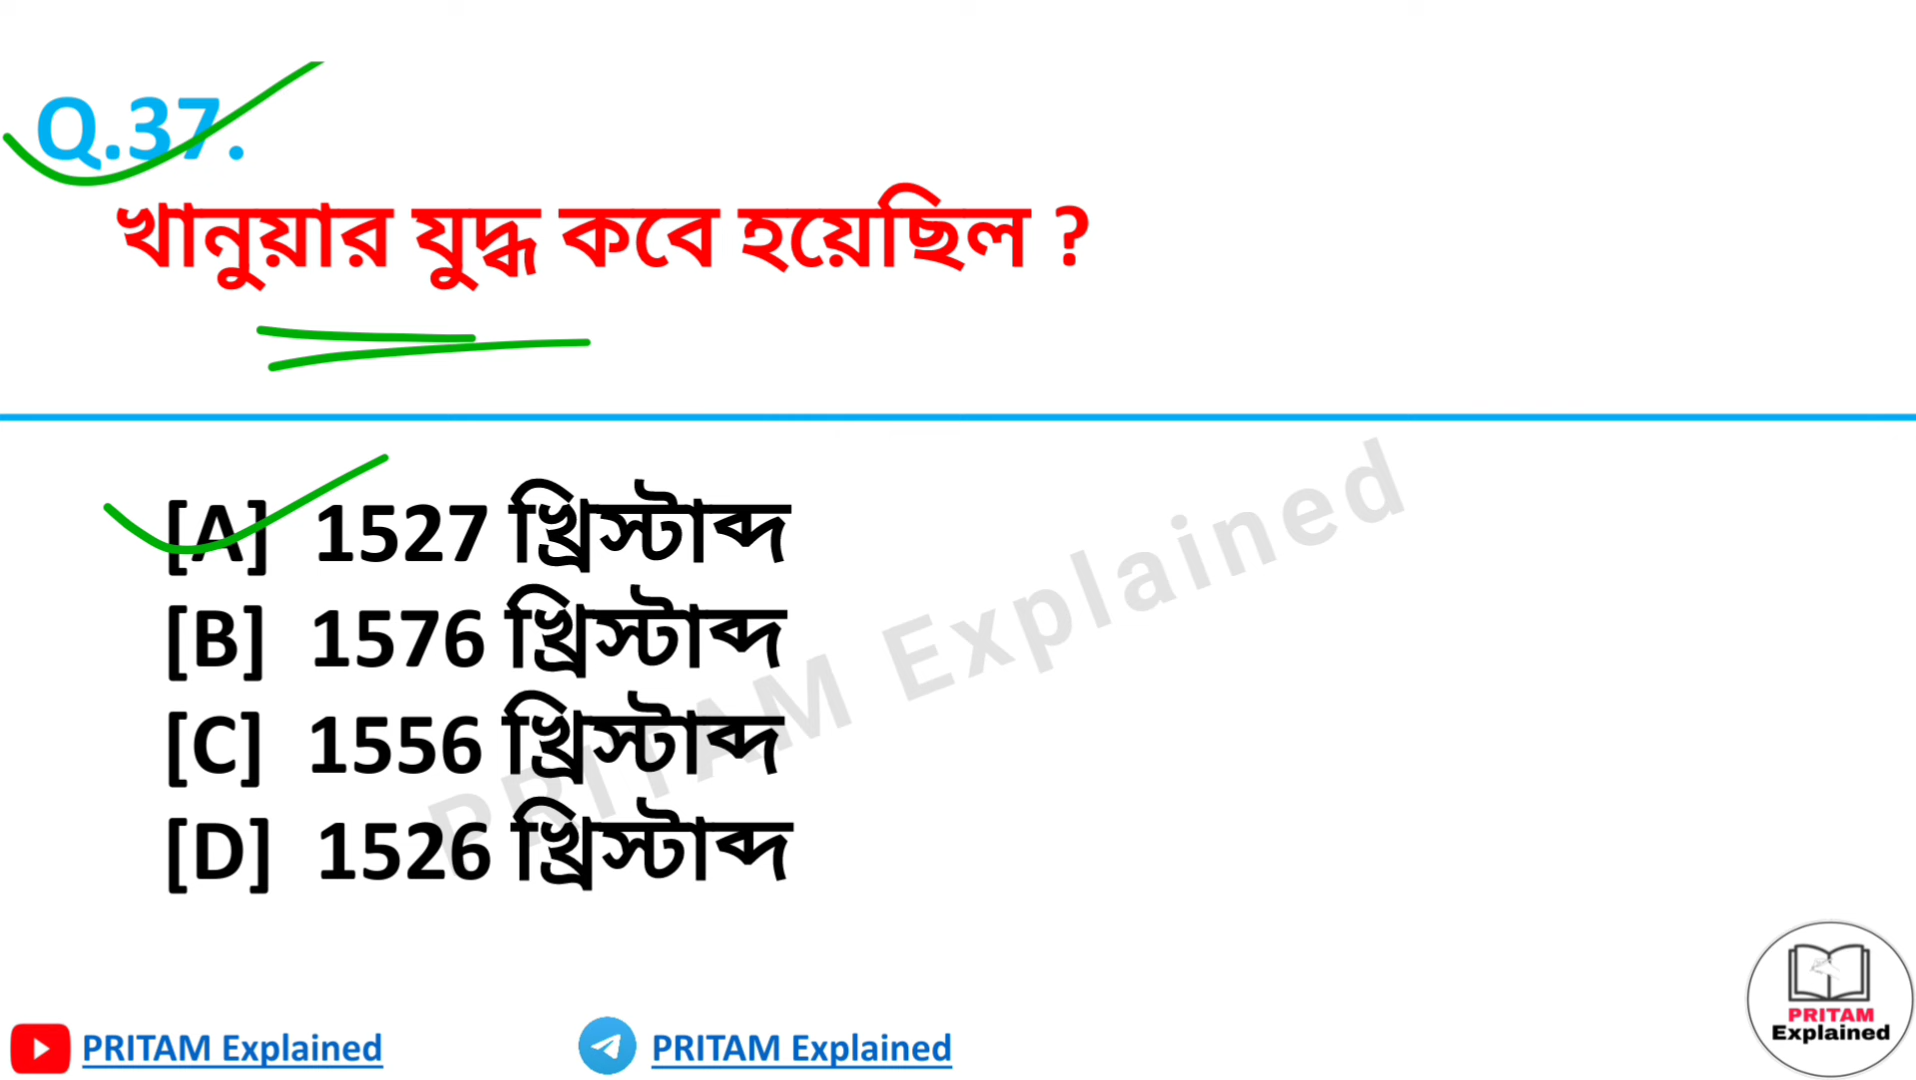 Q.37.
খানুয়ার যুদ্ধ কবে হয়েছিল ?
[A] 1527 খ্রিস্টাব্দ
[B] 1576 খ্রিস্টাব্দ
[C] 1556 খ্রিস্টাব্দ
[D] 1526 খ্রিস্টাব্দ
PRITAM Explained
PRITAM
Explained
PRITAM Explained
PRITAM Explained